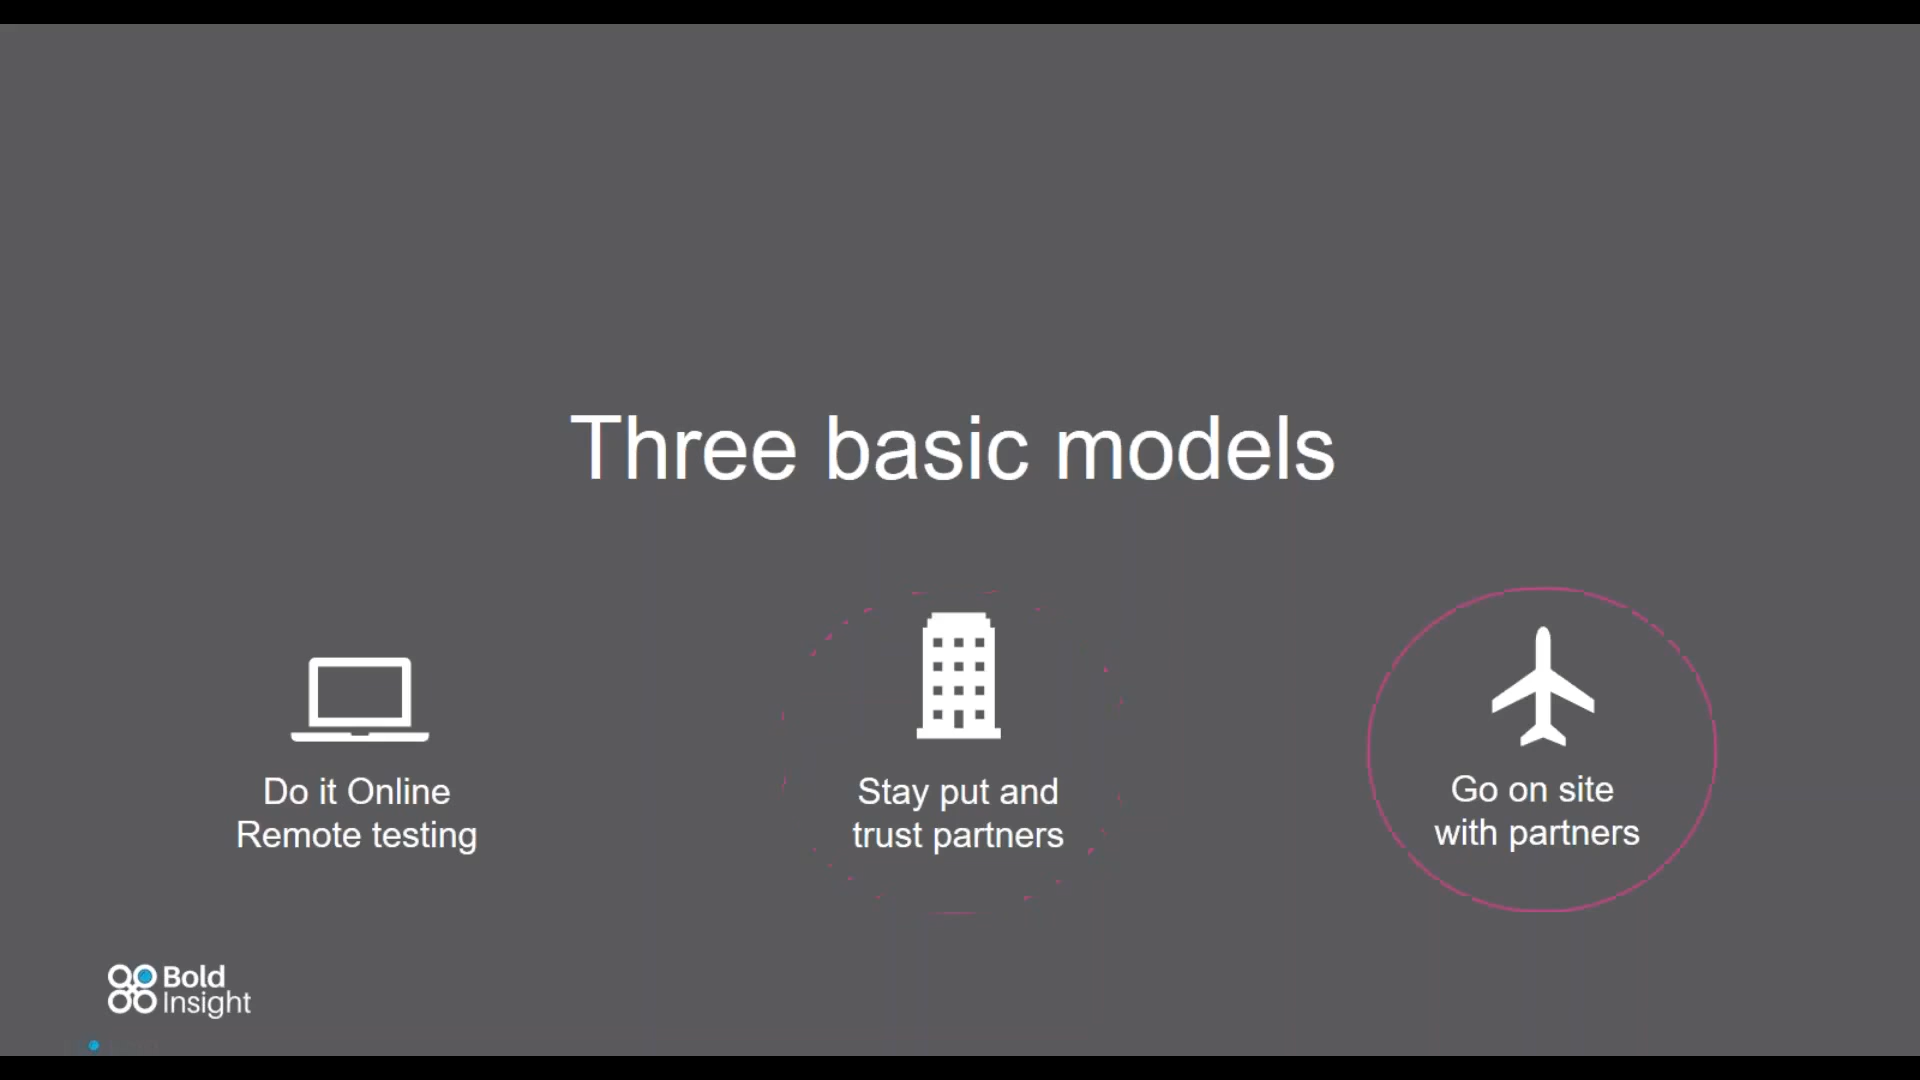 Three basic models
Do it Online
Remote testing
Stay put and
trust partners
Go on site
with partners
Bold
Insight